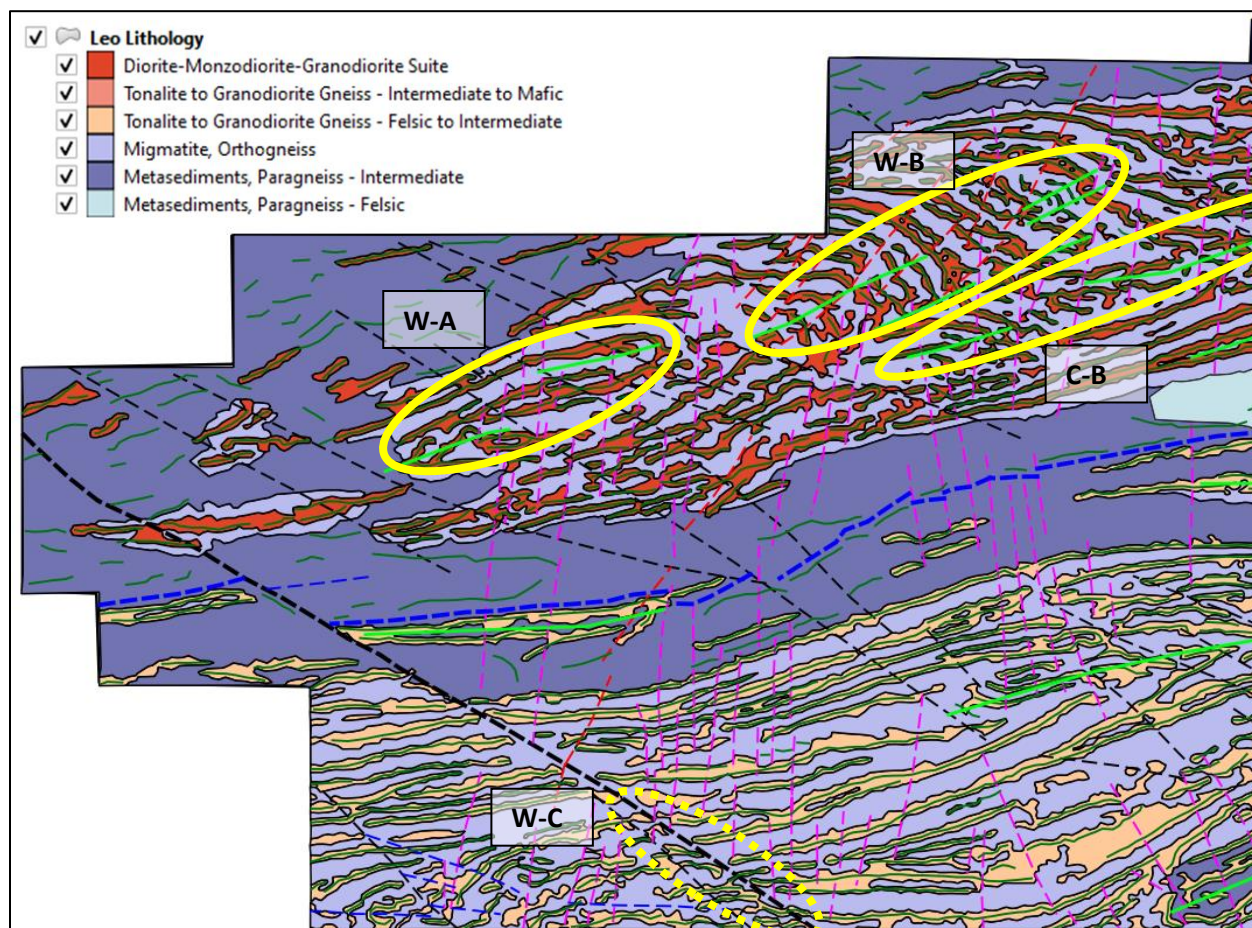 Leo Lithology
Diorite-Monzodiorite-Granodiorite Suite
Tonalite to Granodiorite Gneiss - Intermediate to Mafic
Tonalite to Granodiorite Gneiss - Felsic to Intermediate
Migmatite, Orthogneiss
Metasediments, Paragneiss - Intermediate
Metasediments, Paragneiss - Felsic
W-B
W-A
C-B
W-C